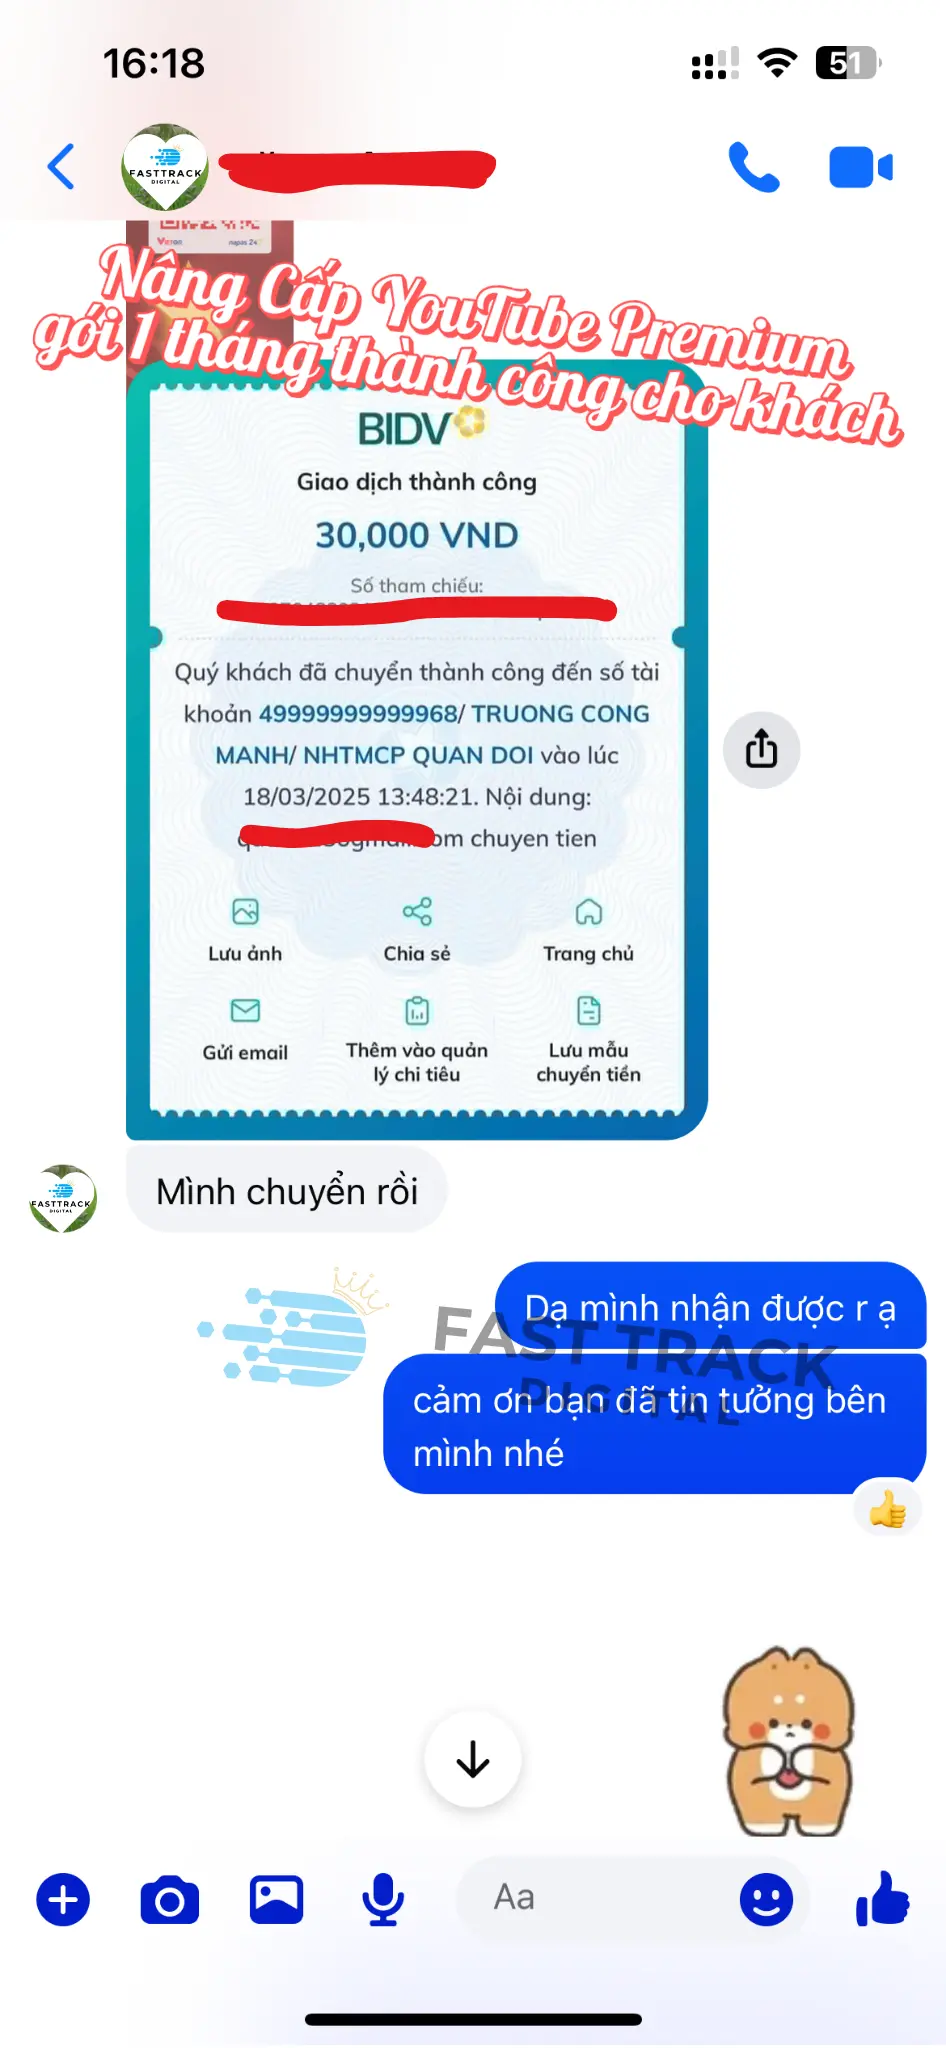 16:18
51
FASTTRACK
DIGITAL
napas 24
Nâng Cấp YouTube Premium
gói 1 tháng thành công cho khách
BIDV
Giao dịch thành công
30,000 VND
Số tham chiếu:
Quý khách đã chuyển thành công đến số tài
khoản 49999999999968/ TRUONG CONG
MANH/ NHTMCP QUAN DOI vào lúc
18/03/2025 13:48:21. Nội dung:
chuyen tien
Lưu ảnh
Chia sẻ
Trang chủ
Gửi email
Thêm vào quản
lý chi tiêu
Lưu mẫu
chuyển tiền
FASTTRACK
DIGITAL
Mình chuyển rồi
Dạ mình nhận được r ạ
FAST TRACK
DIGITAL
cảm ơn bạn đã tin tưởng bên
mình nhé
Aa